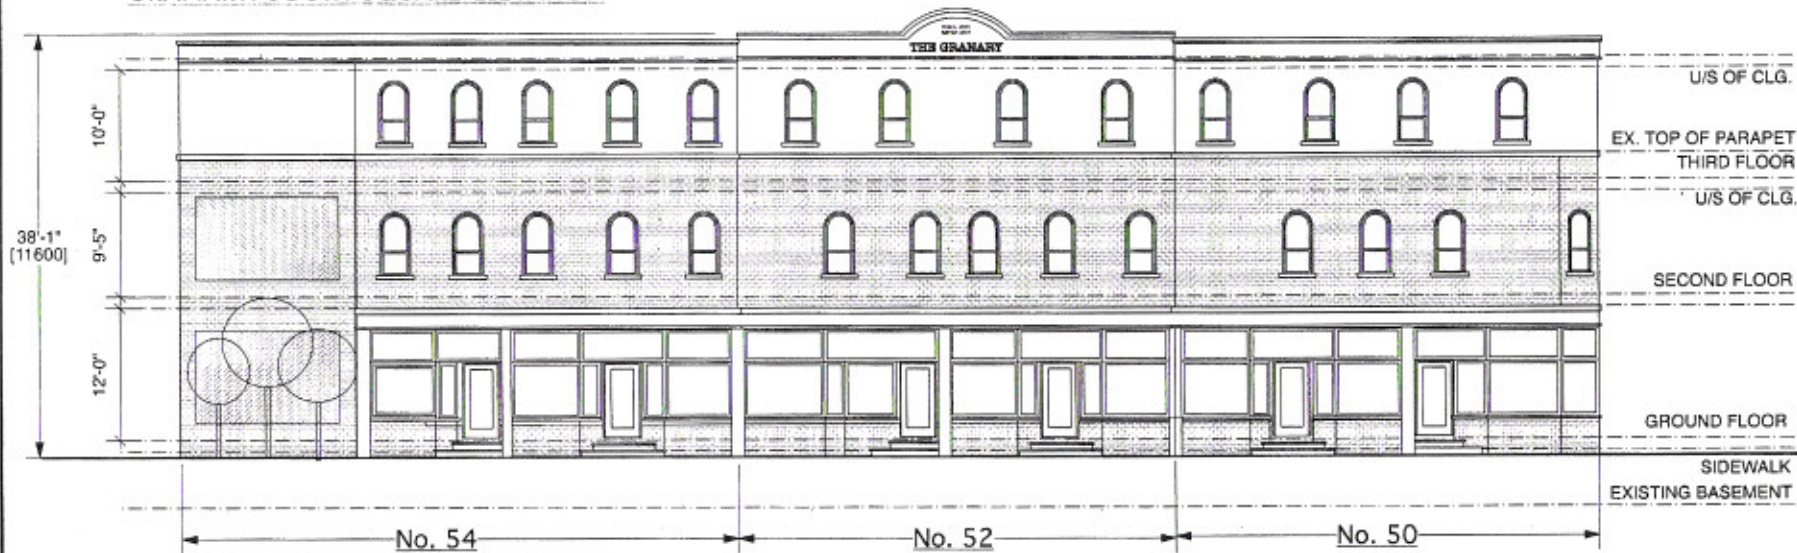 THE GRANARY
U/S OF CLG.
10'-0"
EX. TOP OF PARAPET
THIRD FLOOR
U/S OF CLG.
38'-1"
[11600]
9'-5"
SECOND FLOOR
12'-0"
GROUND FLOOR
SIDEWALK
EXISTING BASEMENT
No. 54
No. 52
No. 50